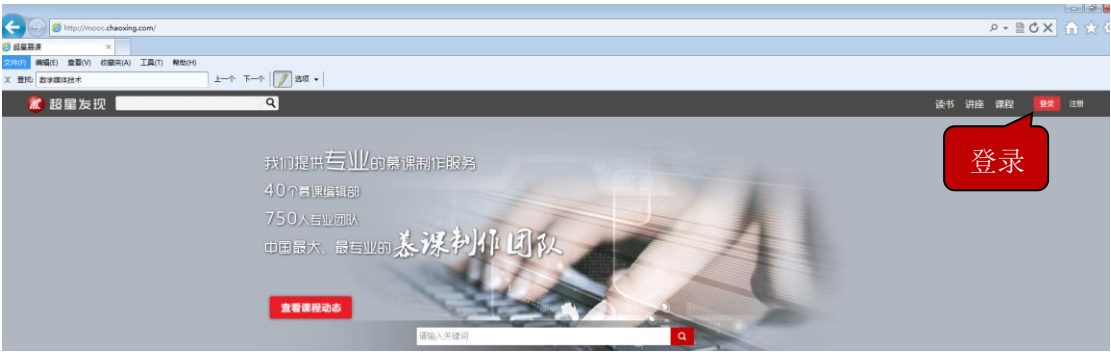 http://mooc.chaoxing.com/
超星慕课
文件(F) 编辑(E) 查看(V) 收藏夹(A) 工具(T) 帮助(H)
X 查找: 数字媒体技术 上一个 下一个 选项
超星发现 读书 讲座 课程 登录 注册
登录
我们提供专业的慕课制作服务
40个慕课编辑部
750人专业团队
中国最大、最专业的慕课制作团队
查看课程动态
请输入关键词